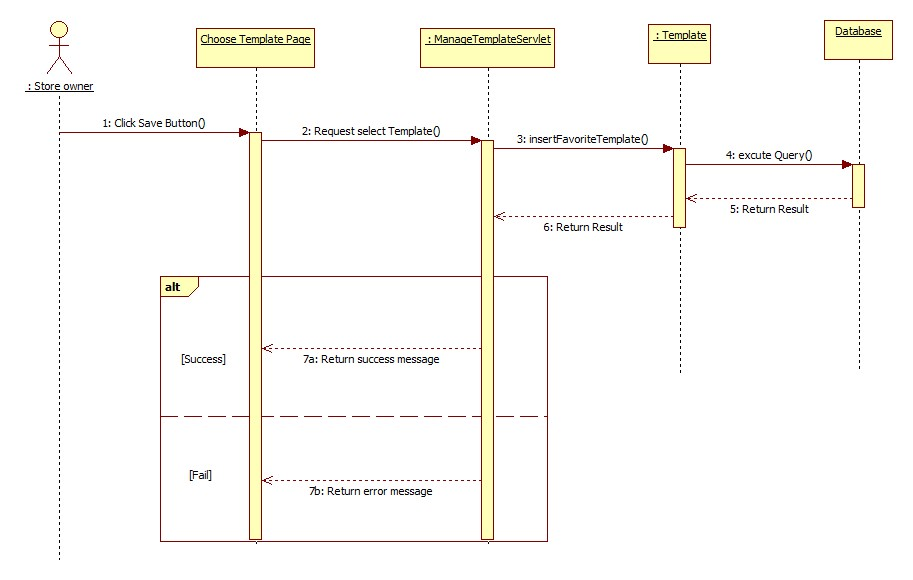 : Store owner
Choose Template Page
: ManageTemplateServlet
: Template
Database
1: Click Save Button()
2: Request select Template()
3: insertFavoriteTemplate()
4: excute Query()
5: Return Result
6: Return Result
alt
[Success]
7a: Return success message
[Fail]
7b: Return error message